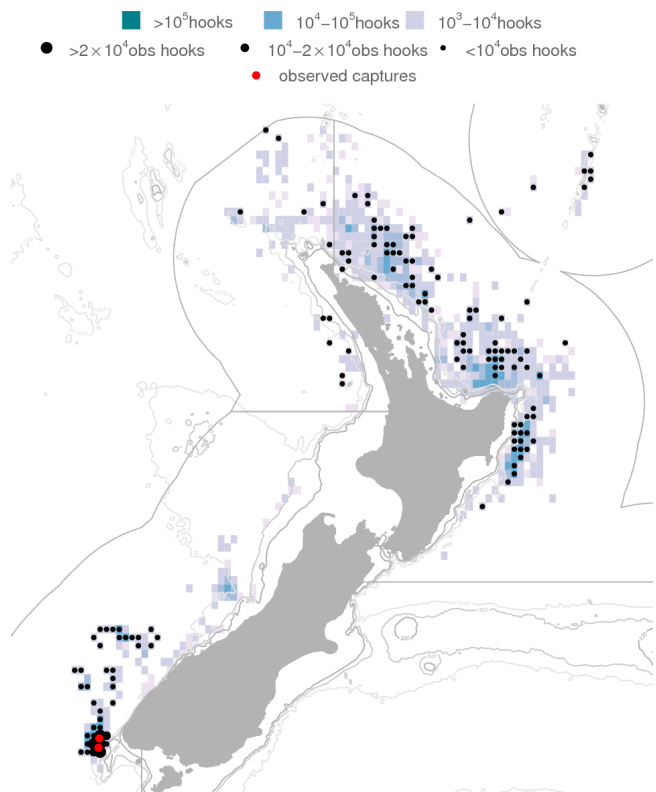 >10⁵hooks 10⁴−10⁵hooks 10³−10⁴hooks
>2×10⁴obs hooks 10⁴−2×10⁴obs hooks <10⁴obs hooks
observed captures